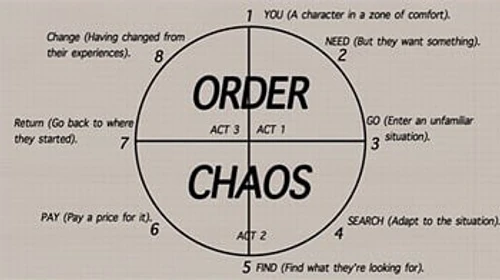 1 YOU (A character in a zone of comfort).
NEED (But they want something).
2
GO (Enter an unfamiliar
situation).
3
SEARCH (Adapt to the situation).
4
5 FIND (Find what they're looking for).
PAY (Pay a price for it).
6
Return (Go back to where
they started).
7
Change (Having changed from
their experiences).
8
ORDER
ACT 3 ACT 1
CHAOS
ACT 2